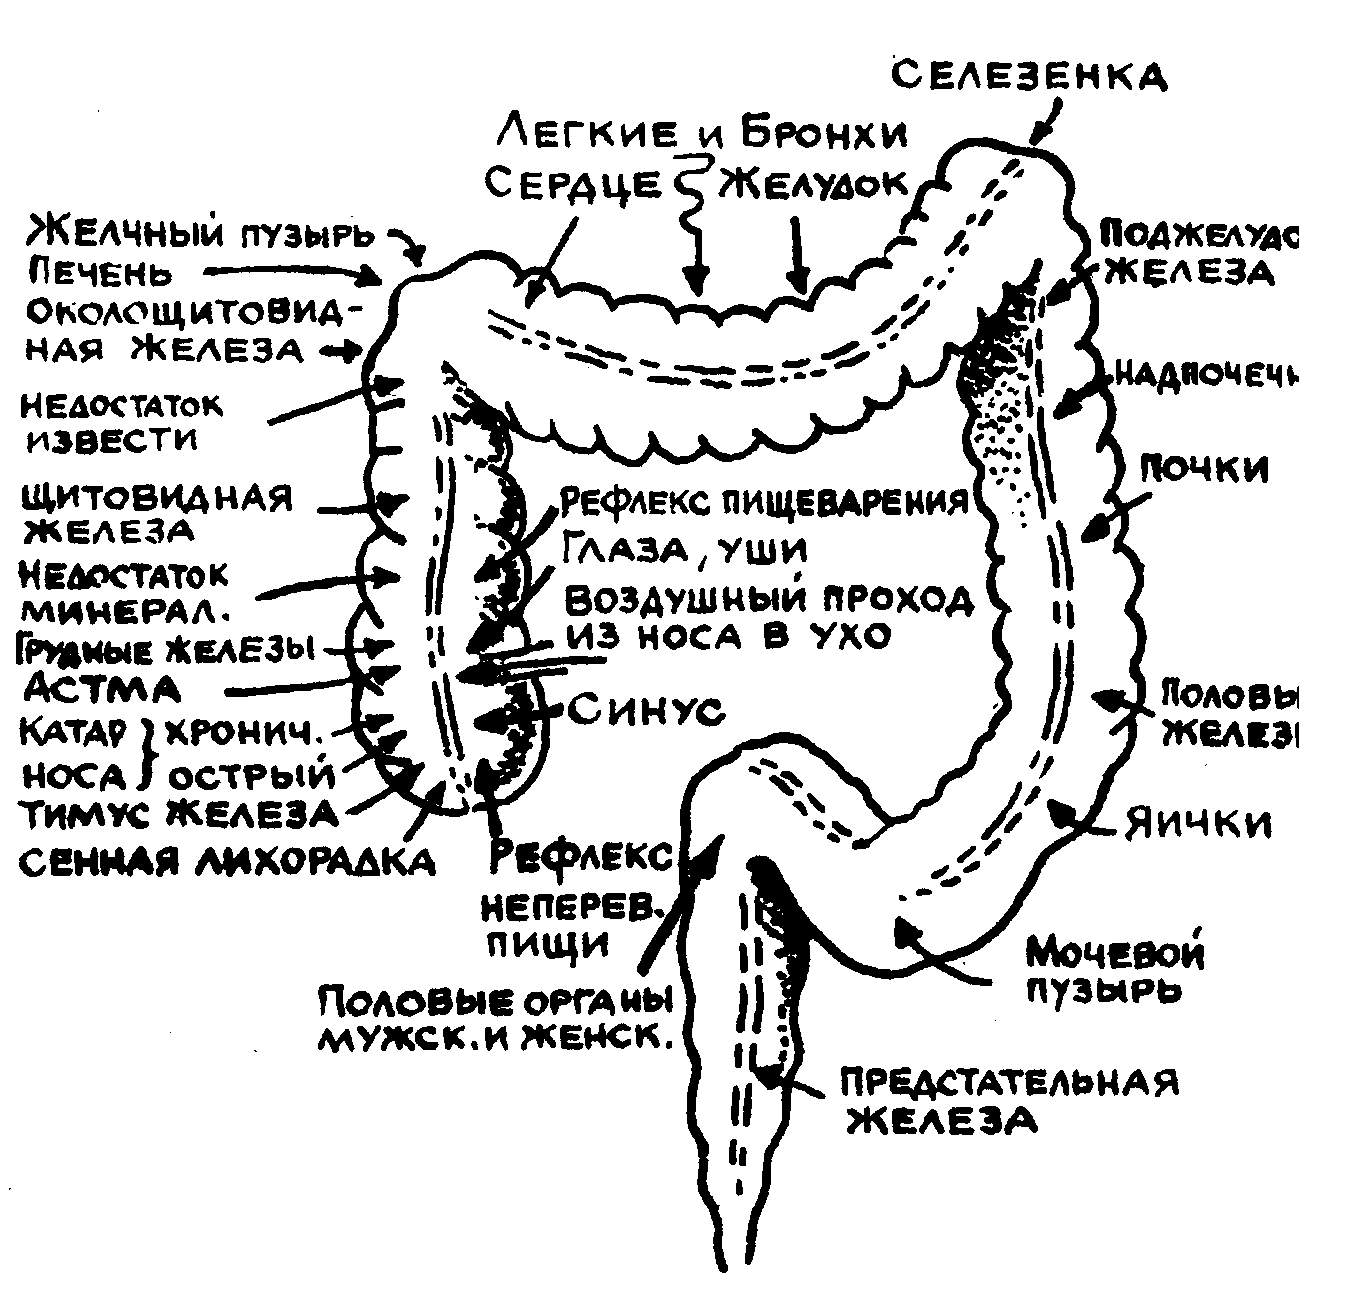 СЕЛЕЗЕНКА
ЛЕГКИЕ И БРОНХИ
СЕРДЦЕ
ЖЕЛУДОК
ЖЕЛЧНЫЙ ПУЗЫРЬ
ПЕЧЕНЬ
ОКОЛОЩИТОВИД-
НАЯ ЖЕЛЕЗА
НЕДОСТАТОК
ИЗВЕСТИ
ЩИТОВИДНАЯ
ЖЕЛЕЗА
НЕДОСТАТОК
МИНЕРАЛ.
ГРУДНЫЕ ЖЕЛЕЗЫ
АСТМА
КАТАР } ХРОНИЧ.
НОСА } ОСТРЫЙ
ТИМУС ЖЕЛЕЗА
СЕННАЯ ЛИХОРАДКА
РЕФЛЕКС ПИЩЕВАРЕНИЯ
ГЛАЗА, УШИ
ВОЗДУШНЫЙ ПРОХОД
ИЗ НОСА В УХО
СИНУС
РЕФЛЕКС
НЕПЕРЕВ.
ПИЩИ
ПОЛОВЫЕ ОРГАНЫ
МУЖСК. И ЖЕНСК.
ПОДЖЕЛУДО
ЖЕЛЕЗА
НАДПОЧЕЧН
ПОЧКИ
ПОЛОВЫ
ЖЕЛЕЗ
ЯИЧКИ
МОЧЕВОЙ
ПУЗЫРЬ
ПРЕДСТАТЕЛЬНАЯ
ЖЕЛЕЗА